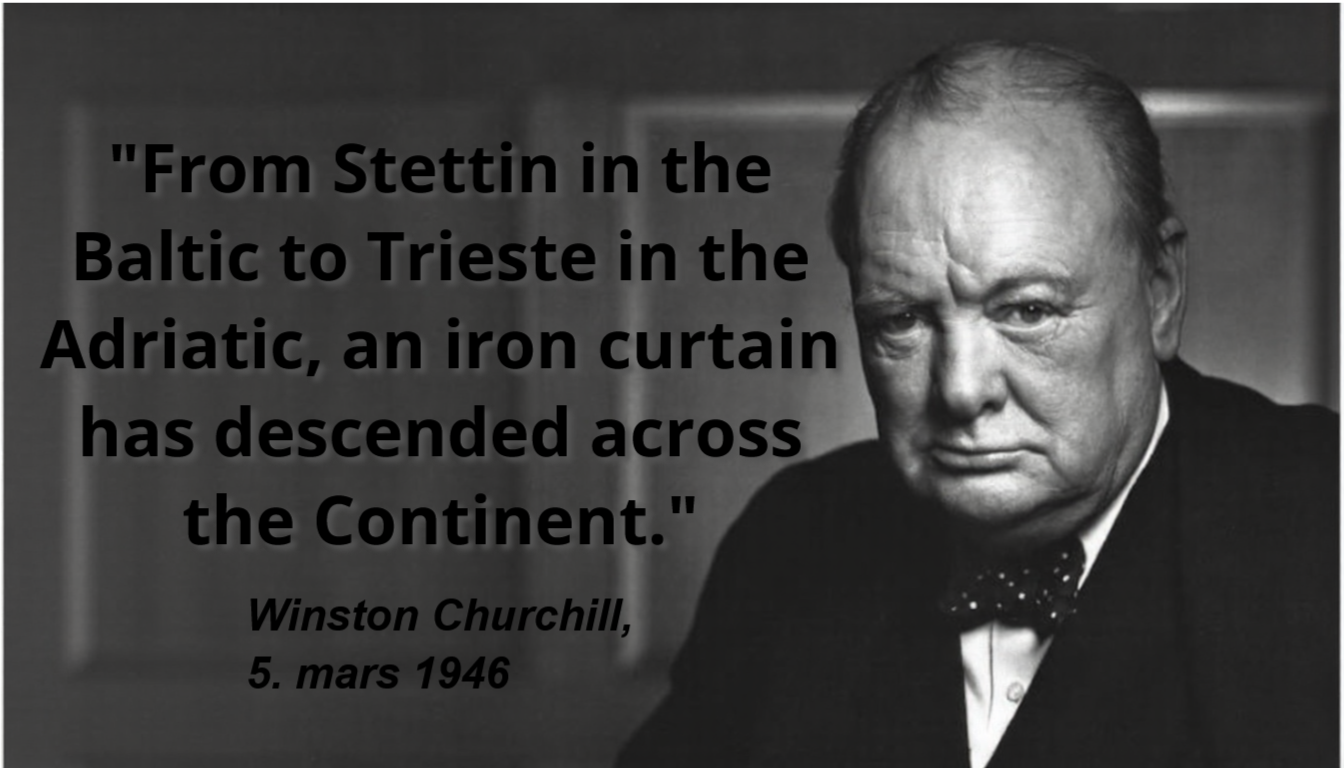 "From Stettin in the
Baltic to Trieste in the
Adriatic, an iron curtain
has descended across
the Continent."
Winston Churchill,
5. mars 1946